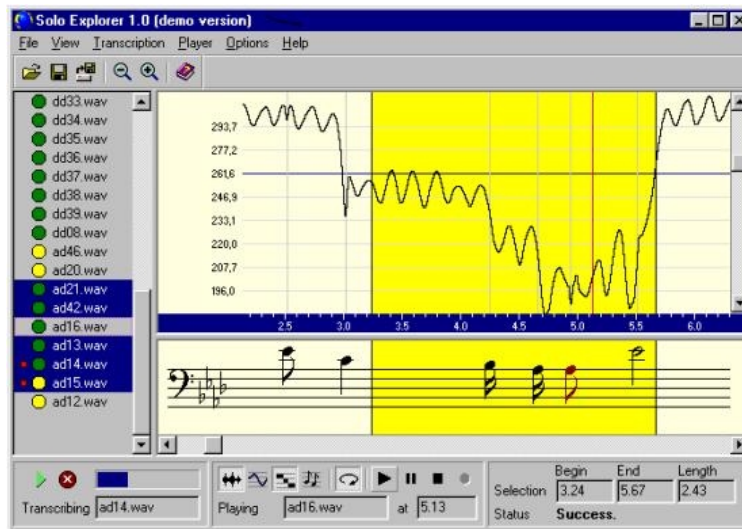 Solo Explorer 1.0 (demo version)
File View Transcription Player Options Help
dd33.wav
dd34.wav
dd35.wav
dd36.wav
dd37.wav
dd38.wav
dd39.wav
dd08.wav
ad46.wav
ad20.wav
ad21.wav
ad42.wav
ad16.wav
ad13.wav
ad14.wav
ad15.wav
ad12.wav
293,7
277,2
261,6
246,9
233,1
220,0
207,7
196,0
2.5 3.0 3.5 4.0 4.5 5.0 5.5 6.0
Transcribing ad14.wav
Playing ad16.wav at 5.13
Begin End Length
Selection 3.24 5.67 2.43
Status Success.